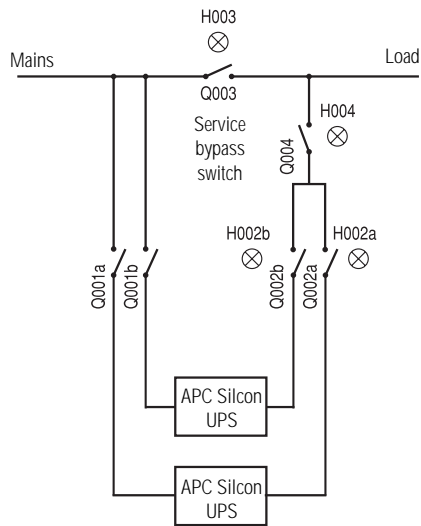 H003
Mains
Load
Q003
Service
bypass
switch
H004
Q004
H002b
H002a
Q001a
Q001b
Q002b
Q002a
APC Silcon
UPS
APC Silcon
UPS